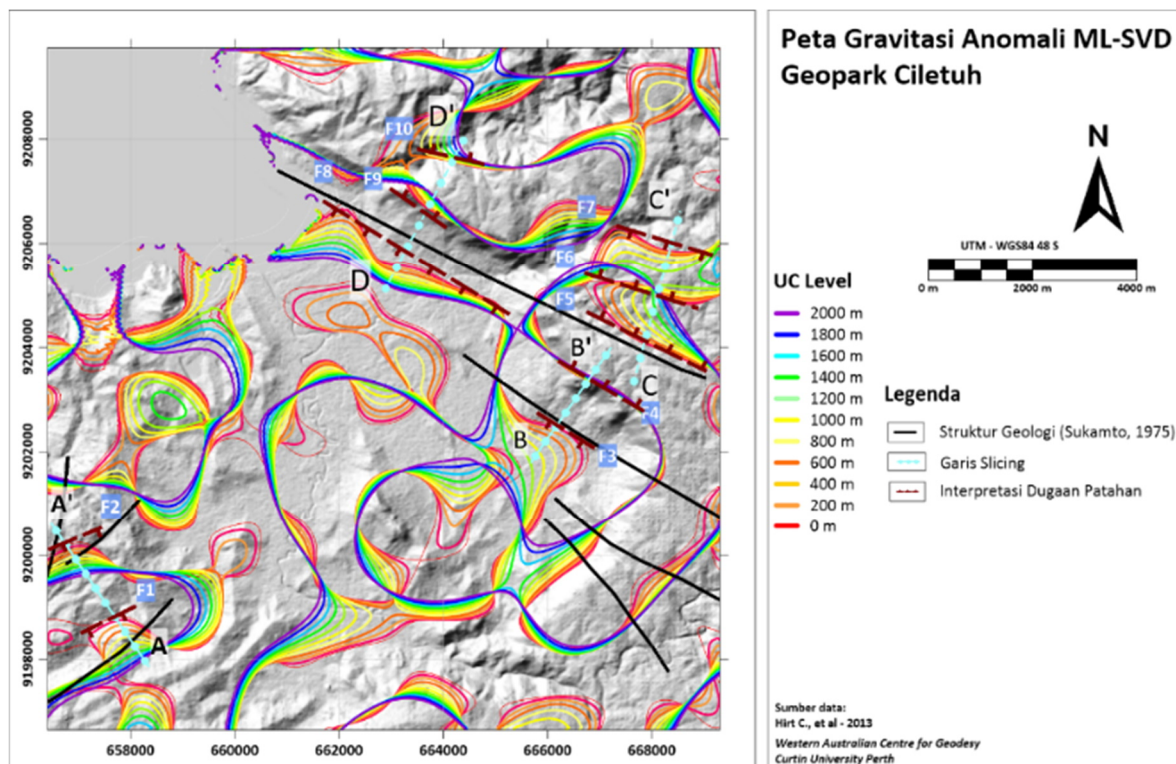 Peta Gravitasi Anomali ML-SVD
Geopark Ciletuh
N
UTM - WGS84 48 S
0 m 2000 m 4000 m
UC Level
2000 m
1800 m
1600 m
1400 m
1200 m
1000 m
800 m
600 m
400 m
200 m
0 m
Legenda
Struktur Geologi (Sukamto, 1975)
Garis Slicing
Interpretasi Dugaan Patahan
Sumber data:
Hirt C., et al - 2013
Western Australian Centre for Geodesy
Curtin University Perth
9208000
9206000
9204000
9202000
9200000
9198000
658000 660000 662000 664000 666000 668000
D'
F10
F8
F9
C'
F7
F6
D
F5
B'
C
F4
B
F3
A'
F2
F1
A